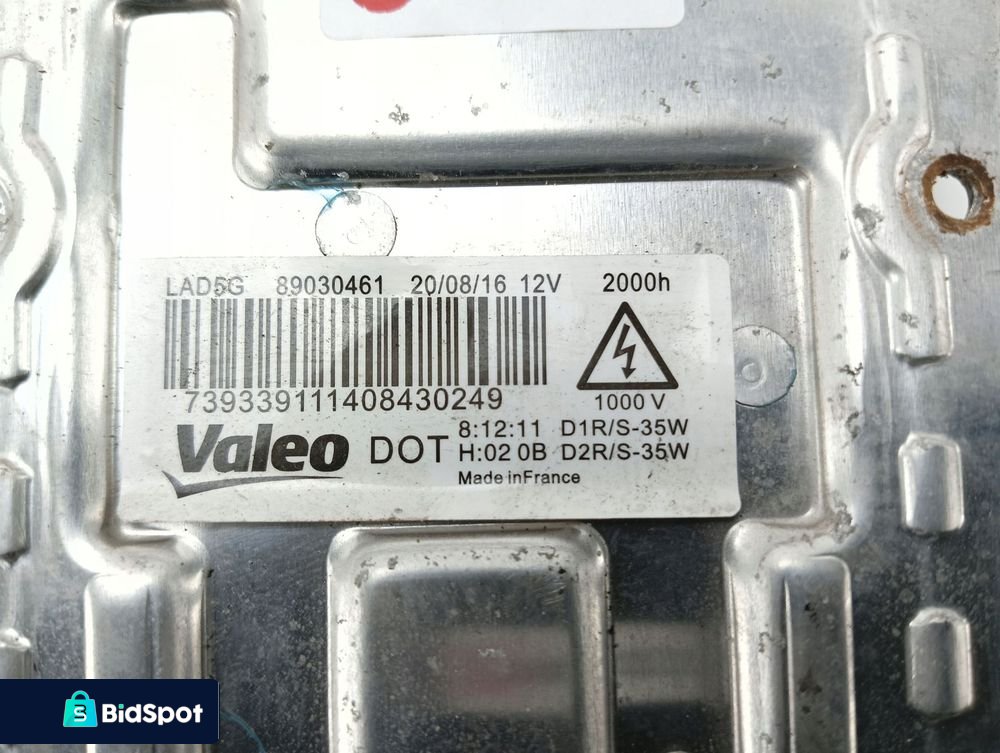 LAD5G 89030461 20/08/16 12V 2000h
739339111408430249
1000 V
Valeo DOT 8:12:11 D1R/S-35W
H:02 0B D2R/S-35W
Made inFrance
BidSpot